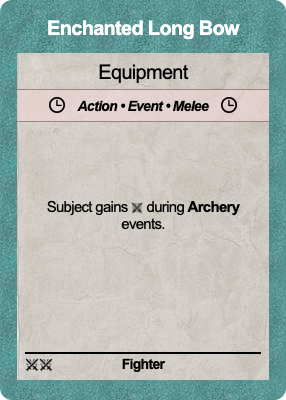 Enchanted Long Bow
Equipment
Action • Event • Melee
Subject gains during Archery
events.
Fighter